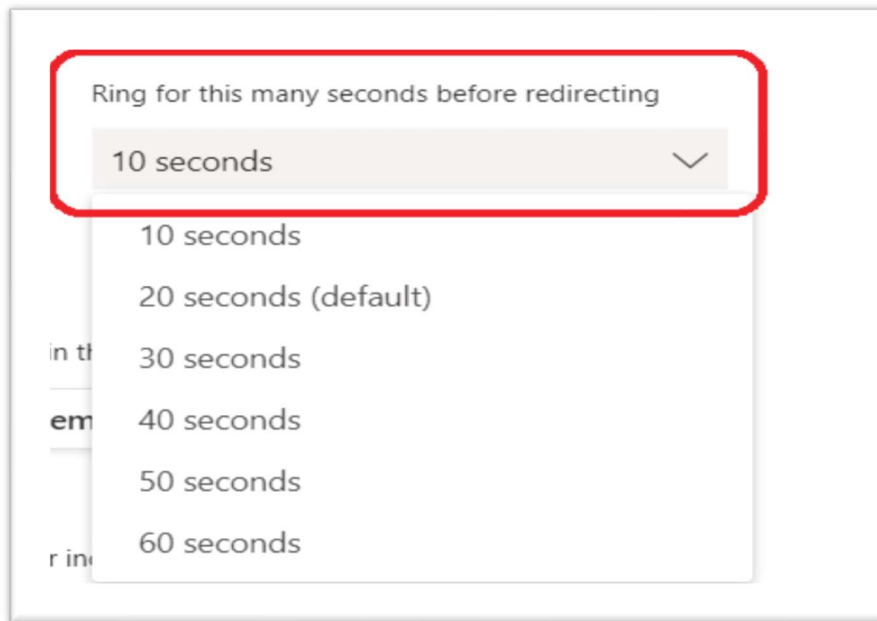 Ring for this many seconds before redirecting
10 seconds
10 seconds
20 seconds (default)
in
30 seconds
40 seconds
50 seconds
60 seconds